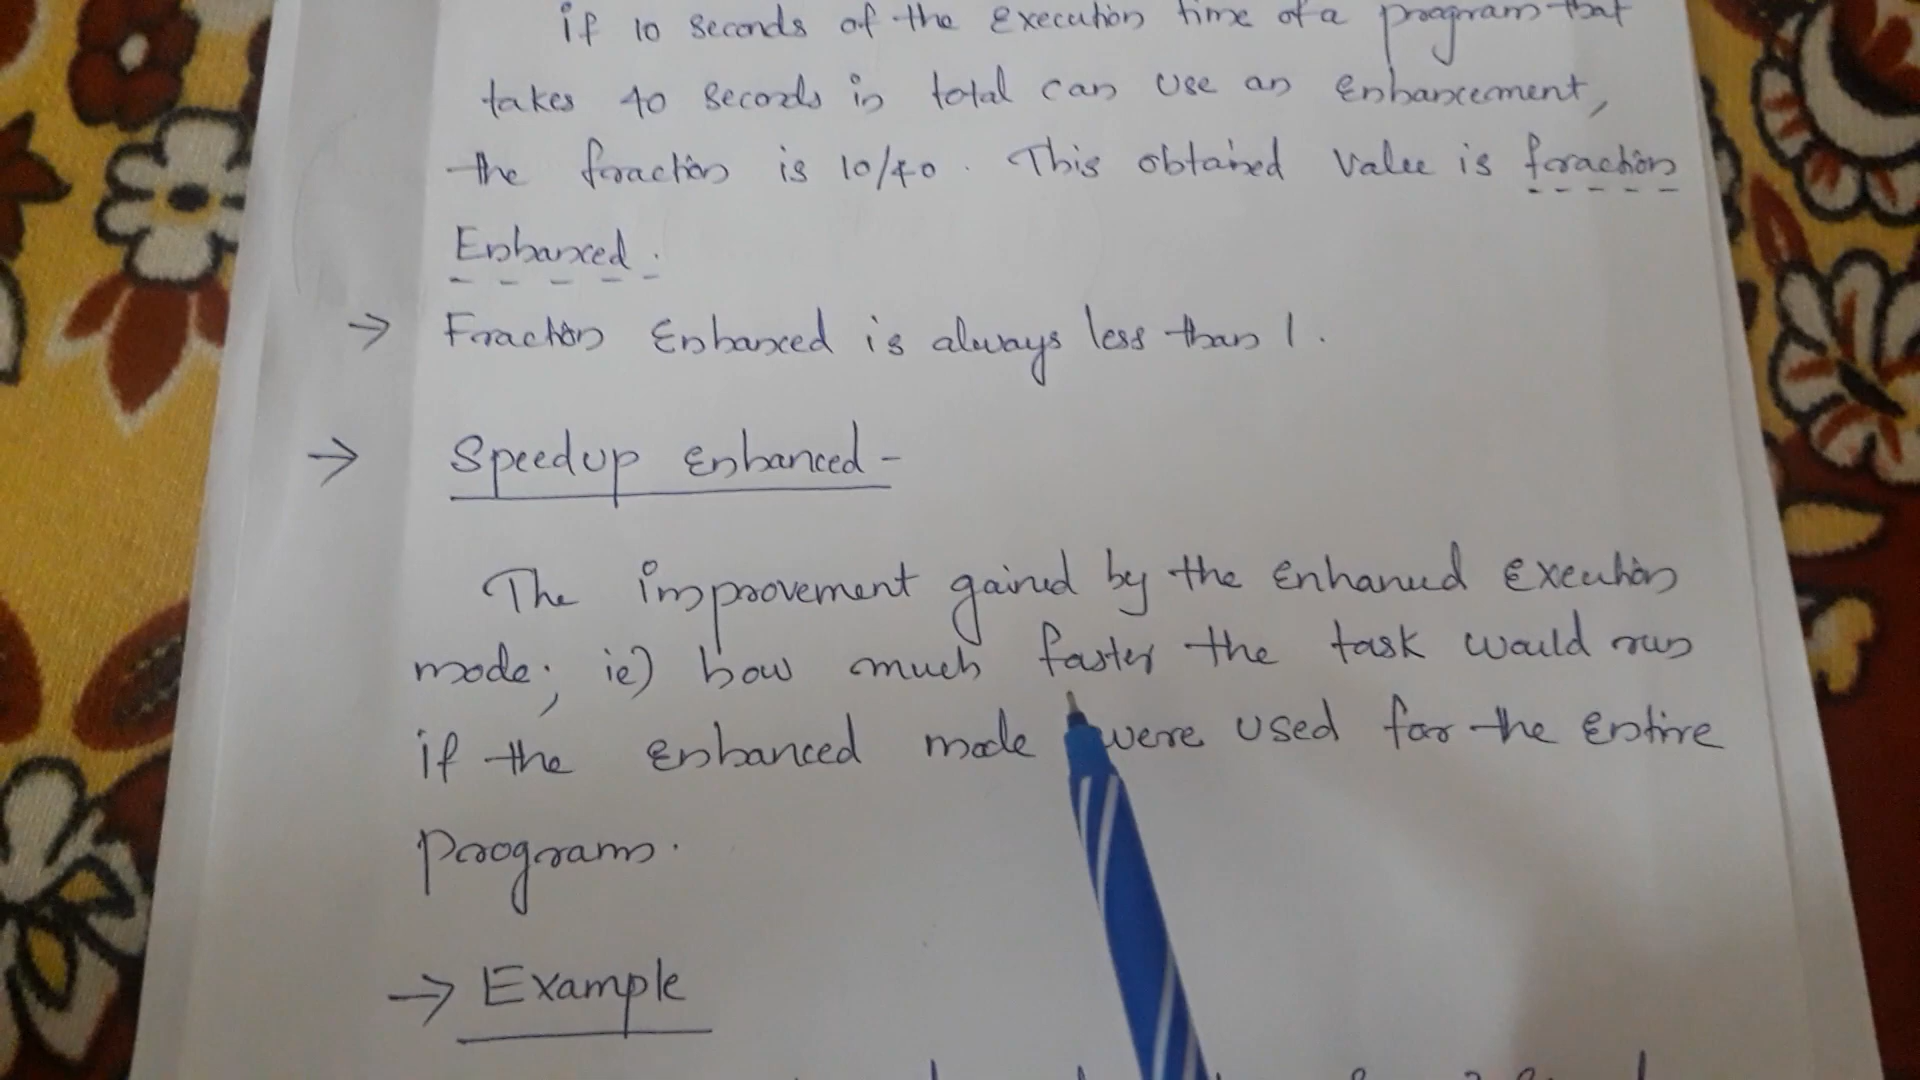 if 10 seconds of the execution time of a program that
takes 40 seconds in total can use an enhancement,
the fraction is 10/40. This obtained value is fraction
Enhanced.
→ Fraction Enhanced is always less than 1.
→ Speedup enhanced -
The improvement gained by the enhanced execution
mode; ie) how much faster the task would run
if the enhanced mode were used for the entire
program.
→ Example